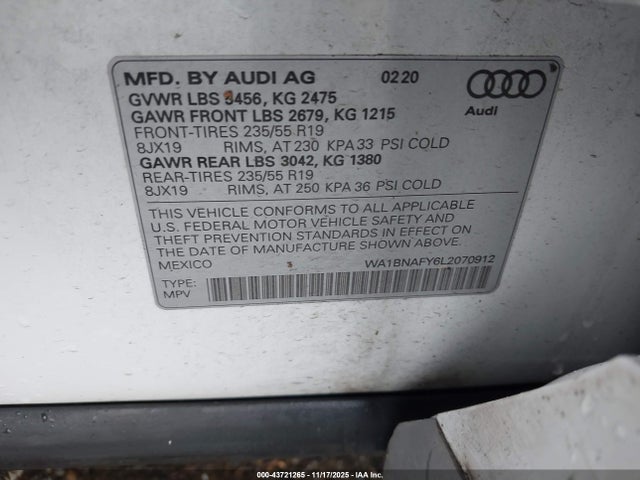 MFD. BY AUDI AG 0220
GVWR LBS 5456, KG 2475
GAWR FRONT LBS 2679, KG 1215
FRONT-TIRES 235/55 R19
8JX19 RIMS, AT 230 KPA 33 PSI COLD
GAWR REAR LBS 3042, KG 1380
REAR-TIRES 235/55 R19
8JX19 RIMS, AT 250 KPA 36 PSI COLD
Audi
THIS VEHICLE CONFORMS TO ALL APPLICABLE
U.S. FEDERAL MOTOR VEHICLE SAFETY AND
THEFT PREVENTION STANDARDS IN EFFECT ON
THE DATE OF MANUFACTURE SHOWN ABOVE
MEXICO WA1BNAFY6L2070912
TYPE:
MPV
000-43721265 - 11/17/2025 - IAA Inc.